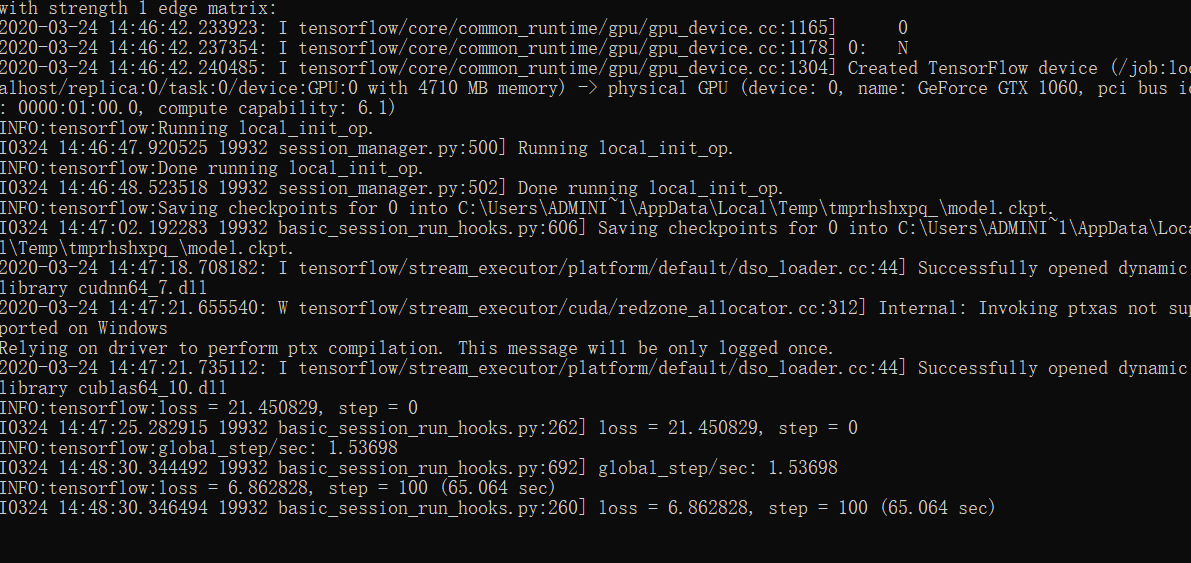 with strength 1 edge matrix:
2020-03-24 14:46:42.233923: I tensorflow/core/common_runtime/gpu/gpu_device.cc:1165]      0
2020-03-24 14:46:42.237354: I tensorflow/core/common_runtime/gpu/gpu_device.cc:1178] 0:   N
2020-03-24 14:46:42.240485: I tensorflow/core/common_runtime/gpu/gpu_device.cc:1304] Created TensorFlow device (/job:loc
alhost/replica:0/task:0/device:GPU:0 with 4710 MB memory) -> physical GPU (device: 0, name: GeForce GTX 1060, pci bus id
: 0000:01:00.0, compute capability: 6.1)
INFO:tensorflow:Running local_init_op.
I0324 14:46:47.920525 19932 session_manager.py:500] Running local_init_op.
INFO:tensorflow:Done running local_init_op.
I0324 14:46:48.523518 19932 session_manager.py:502] Done running local_init_op.
INFO:tensorflow:Saving checkpoints for 0 into C:\Users\ADMINI~1\AppData\Local\Temp\tmprhshxpq_\model.ckpt.
I0324 14:47:02.192283 19932 basic_session_run_hooks.py:606] Saving checkpoints for 0 into C:\Users\ADMINI~1\AppData\Loca
l\Temp\tmprhshxpq_\model.ckpt.
2020-03-24 14:47:18.708182: I tensorflow/stream_executor/platform/default/dso_loader.cc:44] Successfully opened dynamic
library cudnn64_7.dll
2020-03-24 14:47:21.655540: W tensorflow/stream_executor/cuda/redzone_allocator.cc:312] Internal: Invoking ptxas not sup
ported on Windows
Relying on driver to perform ptx compilation. This message will be only logged once.
2020-03-24 14:47:21.735112: I tensorflow/stream_executor/platform/default/dso_loader.cc:44] Successfully opened dynamic
library cublas64_10.dll
INFO:tensorflow:loss = 21.450829, step = 0
I0324 14:47:25.282915 19932 basic_session_run_hooks.py:262] loss = 21.450829, step = 0
INFO:tensorflow:global_step/sec: 1.53698
I0324 14:48:30.344492 19932 basic_session_run_hooks.py:692] global_step/sec: 1.53698
INFO:tensorflow:loss = 6.862828, step = 100 (65.064 sec)
I0324 14:48:30.346494 19932 basic_session_run_hooks.py:260] loss = 6.862828, step = 100 (65.064 sec)